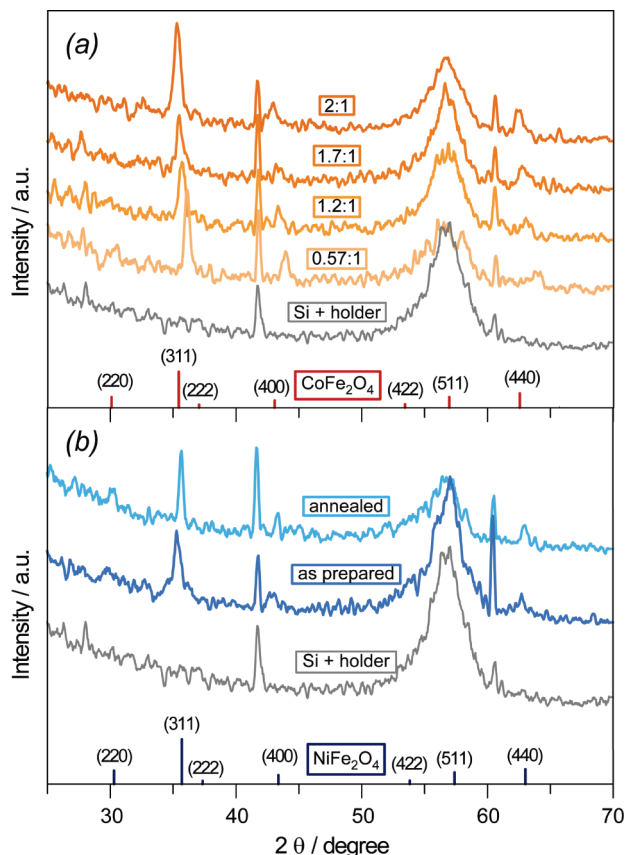 (a)
2:1
1.7:1
1.2:1
0.57:1
Si + holder
(220)
(311)
(222)
(400)
CoFe₂O₄
(422)
(511)
(440)
Intensity / a.u.
(b)
annealed
as prepared
Si + holder
(220)
(311)
(222)
(400)
NiFe₂O₄
(422)
(511)
(440)
Intensity / a.u.
30 40 50 60 70
2 θ / degree